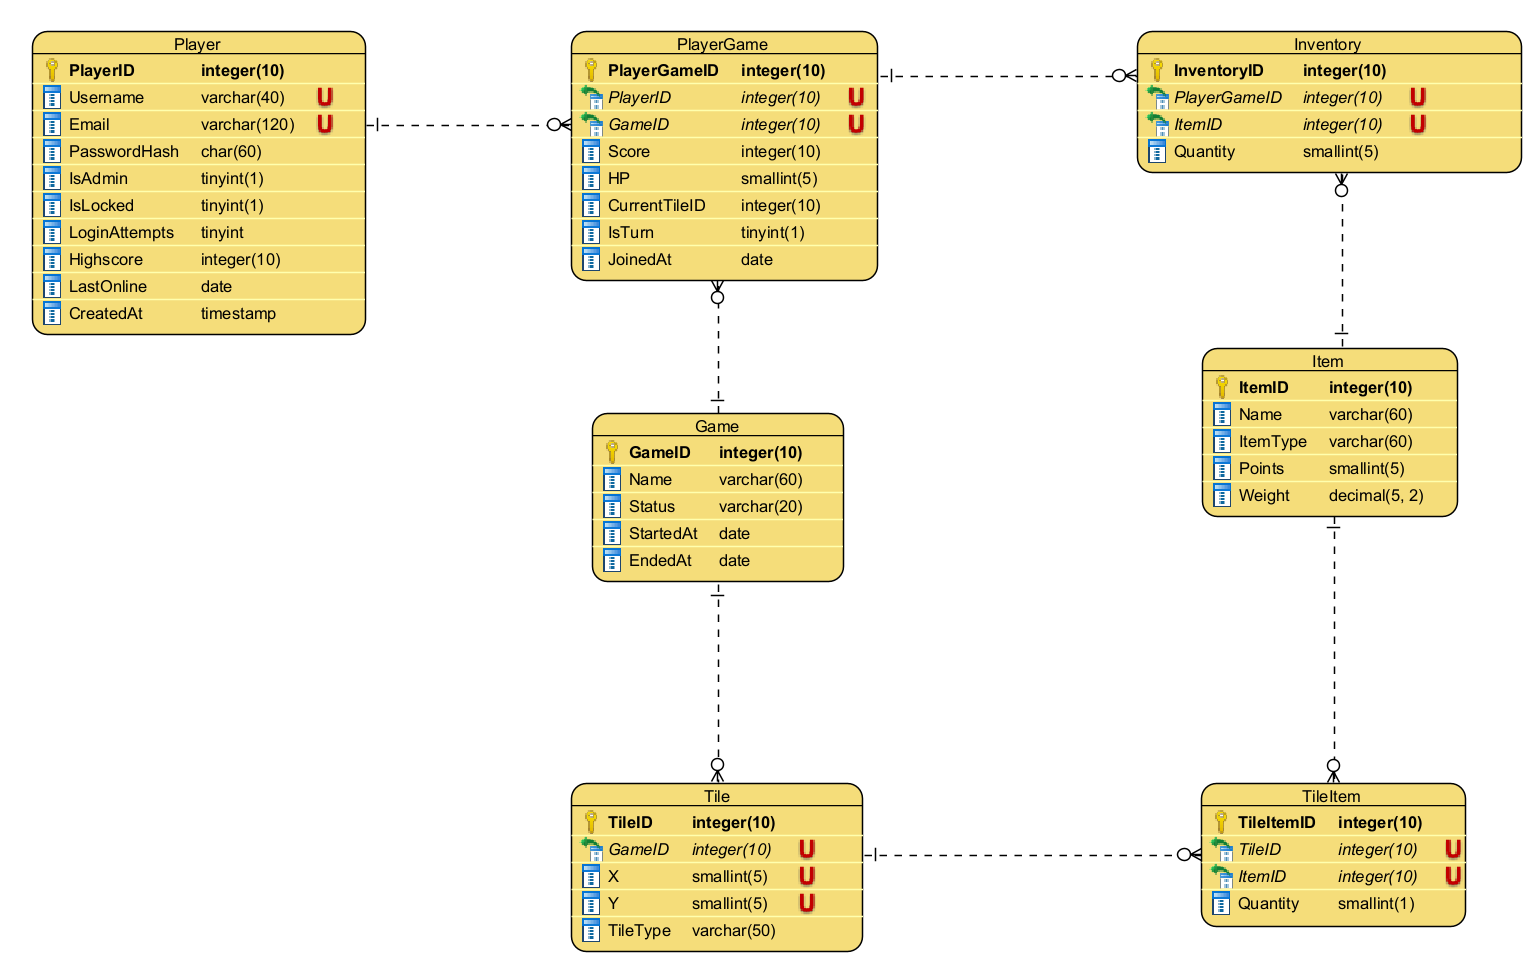 Player
PlayerID integer(10)
Username varchar(40) U
Email varchar(120) U
PasswordHash char(60)
IsAdmin tinyint(1)
IsLocked tinyint(1)
LoginAttempts tinyint
Highscore integer(10)
LastOnline date
CreatedAt timestamp
PlayerGame
PlayerGameID integer(10)
PlayerID integer(10) U
GameID integer(10) U
Score integer(10)
HP smallint(5)
CurrentTileID integer(10)
IsTurn tinyint(1)
JoinedAt date
Inventory
InventoryID integer(10)
PlayerGameID integer(10) U
ItemID integer(10) U
Quantity smallint(5)
Game
GameID integer(10)
Name varchar(60)
Status varchar(20)
StartedAt date
EndedAt date
Item
ItemID integer(10)
Name varchar(60)
ItemType varchar(60)
Points smallint(5)
Weight decimal(5, 2)
Tile
TileID integer(10)
GameID integer(10) U
X smallint(5) U
Y smallint(5) U
TileType varchar(50)
TileItem
TileItemID integer(10)
TileID integer(10) U
ItemID integer(10) U
Quantity smallint(1)